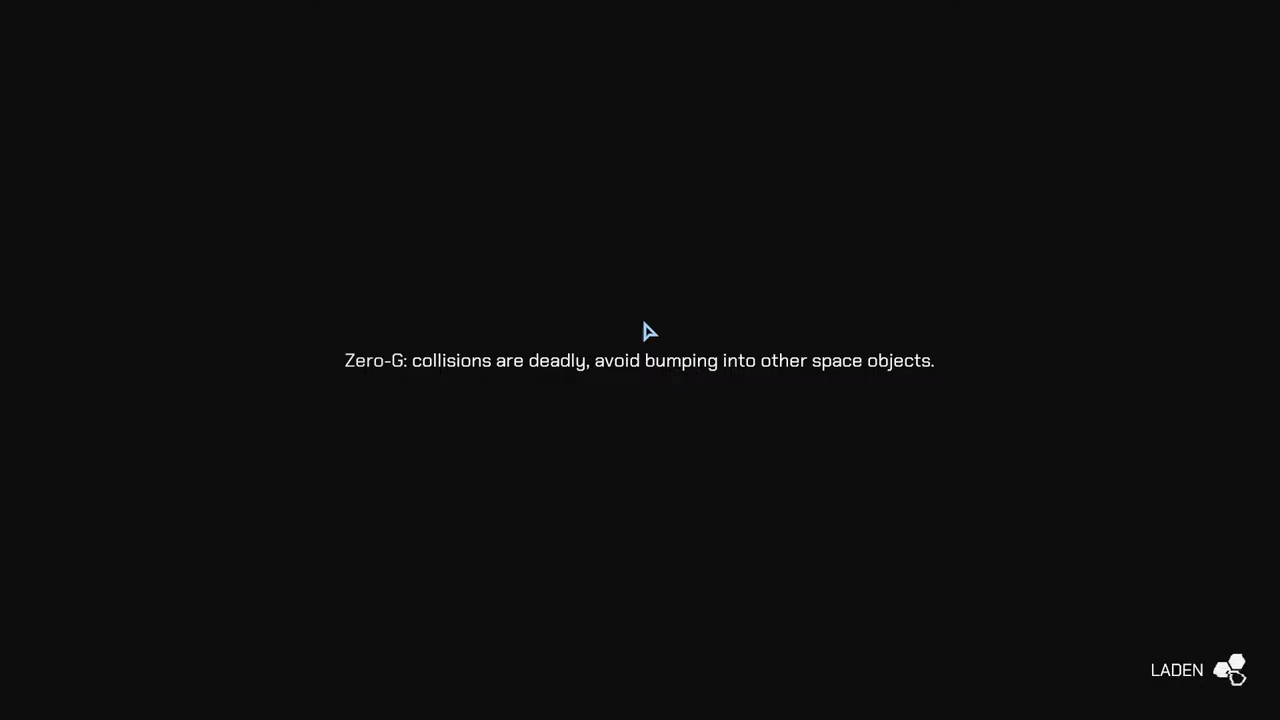 Zero-G: collisions are deadly, avoid bumping into other space objects.
LADEN